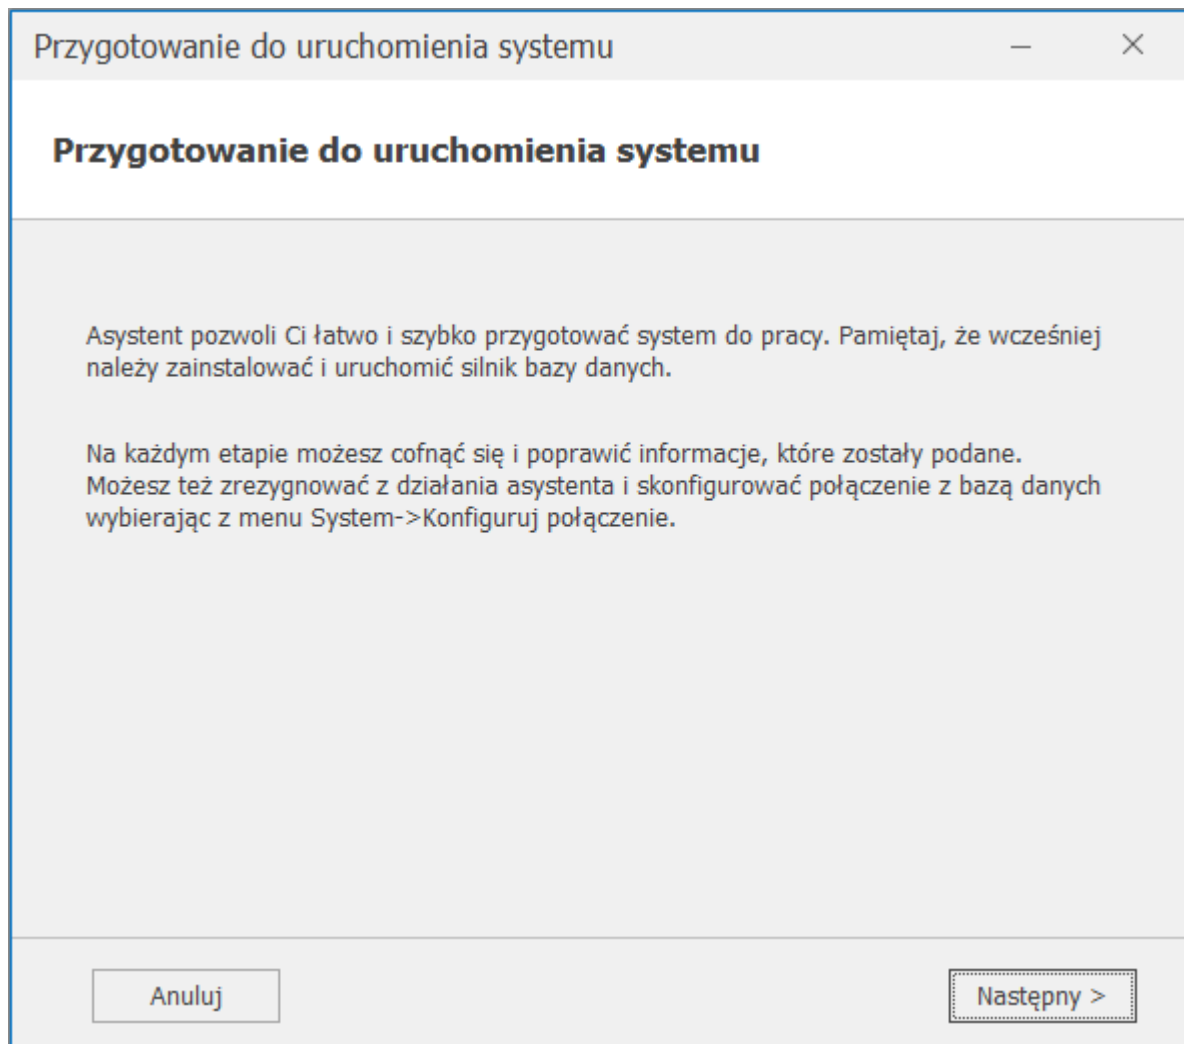 Przygotowanie do uruchomienia systemu
Przygotowanie do uruchomienia systemu
Asystent pozwoli Ci łatwo i szybko przygotować system do pracy. Pamiętaj, że wcześniej
należy zainstalować i uruchomić silnik bazy danych.
Na każdym etapie możesz cofnąć się i poprawić informacje, które zostały podane.
Możesz też zrezygnować z działania asystenta i skonfigurować połączenie z bazą danych
wybierając z menu System->Konfiguruj połączenie.
Anuluj
Następny >